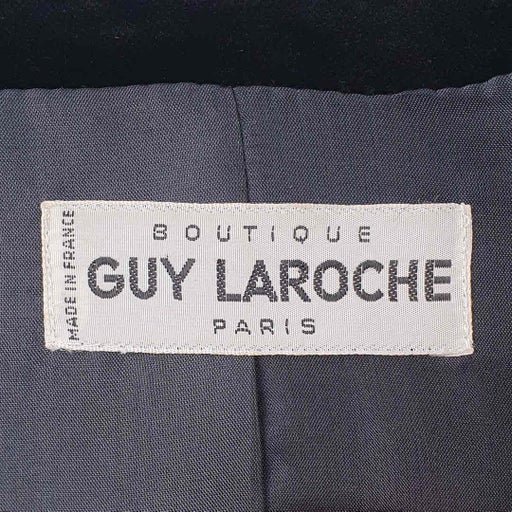 BOUTIQUE
GUY LAROCHE
PARIS
MADE IN FRANCE